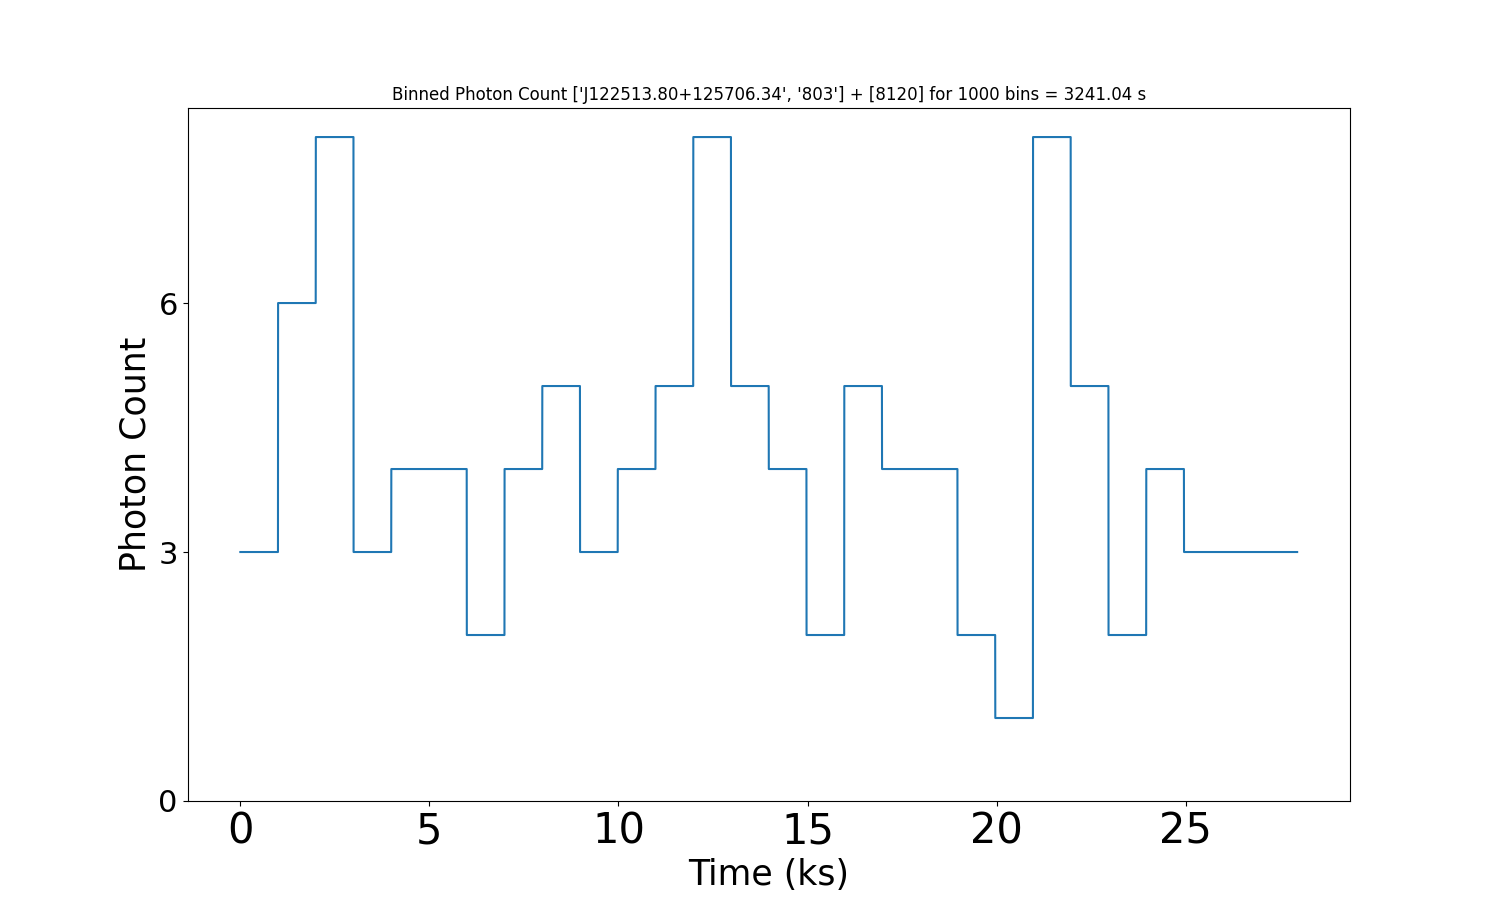 Binned Photon Count ['J122513.80+125706.34', '803'] + [8120] for 1000 bins = 3241.04 s
Photon Count
6
3
0
0 5 10 15 20 25
Time (ks)